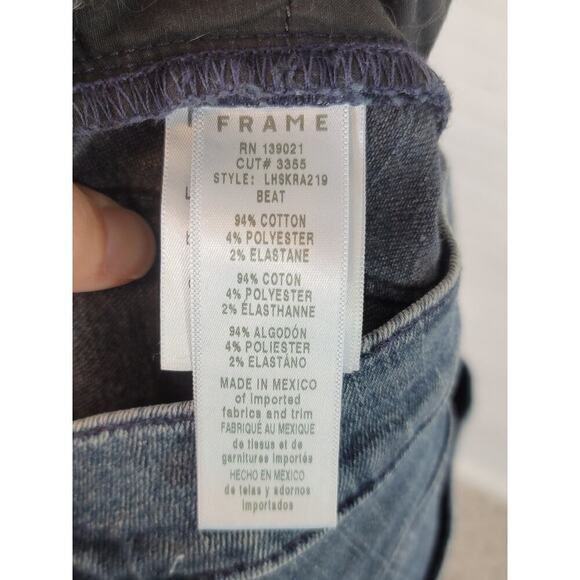 FRAME
RN 139021
CUT# 3355
STYLE: LHSKRA219
BEAT
94% COTTON
4% POLYESTER
2% ELASTANE
94% COTON
4% POLYESTER
2% ÉLASTHANNE
94% ALGODÓN
4% POLIESTER
2% ELASTANO
MADE IN MEXICO
of imported
fabrics and trim
FABRIQUÉ AU MEXIQUE
de tissus et de
garnitures importés
HECHO EN MEXICO
de telas y adornos
importados